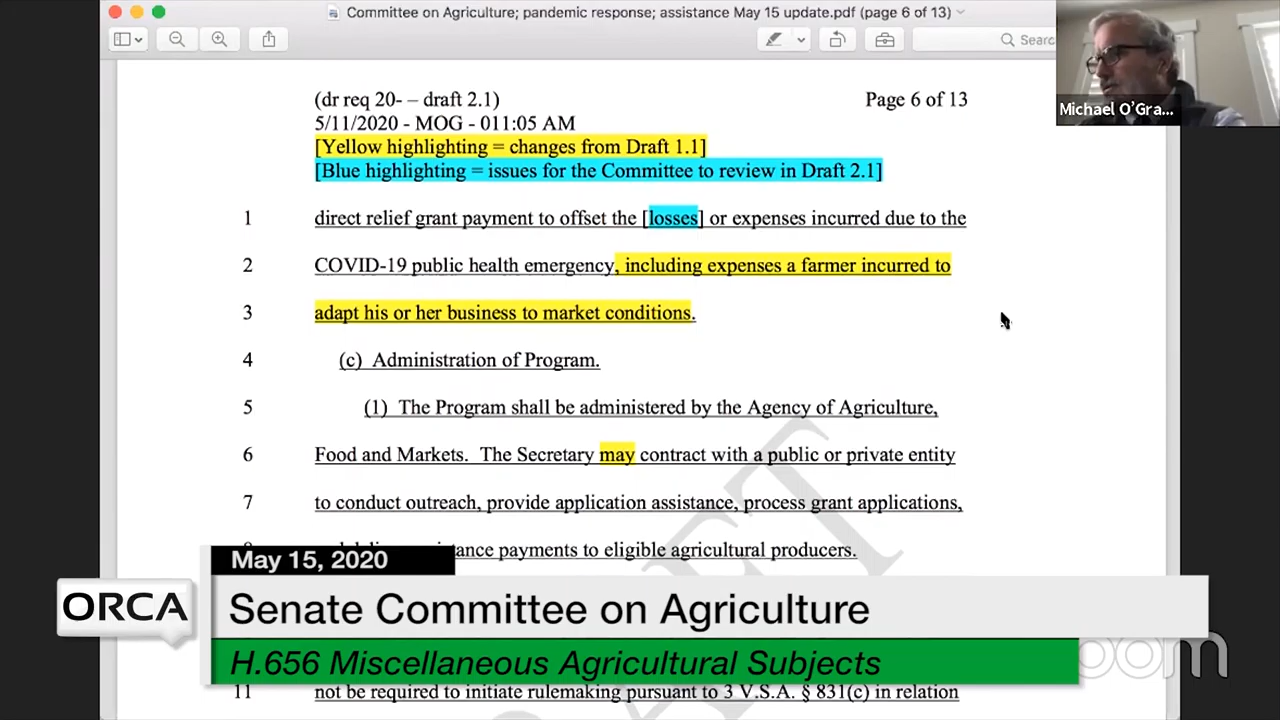 Committee on Agriculture; pandemic response; assistance May 15 update.pdf (page 6 of 13)
Searc
Michael O'Gra...
(dr req 20- – draft 2.1) Page 6 of 13
5/11/2020 - MOG - 011:05 AM
[Yellow highlighting = changes from Draft 1.1]
[Blue highlighting = issues for the Committee to review in Draft 2.1]
1 direct relief grant payment to offset the [losses] or expenses incurred due to the
2 COVID-19 public health emergency, including expenses a farmer incurred to
3 adapt his or her business to market conditions.
4 (c) Administration of Program.
5 (1) The Program shall be administered by the Agency of Agriculture,
6 Food and Markets. The Secretary may contract with a public or private entity
7 to conduct outreach, provide application assistance, process grant applications,
payments to eligible agricultural producers.
May 15, 2020
ORCA
Senate Committee on Agriculture
H.656 Miscellaneous Agricultural Subjects
11 not be required to initiate rulemaking pursuant to 3 V.S.A. § 831(c) in relation
DRAFT